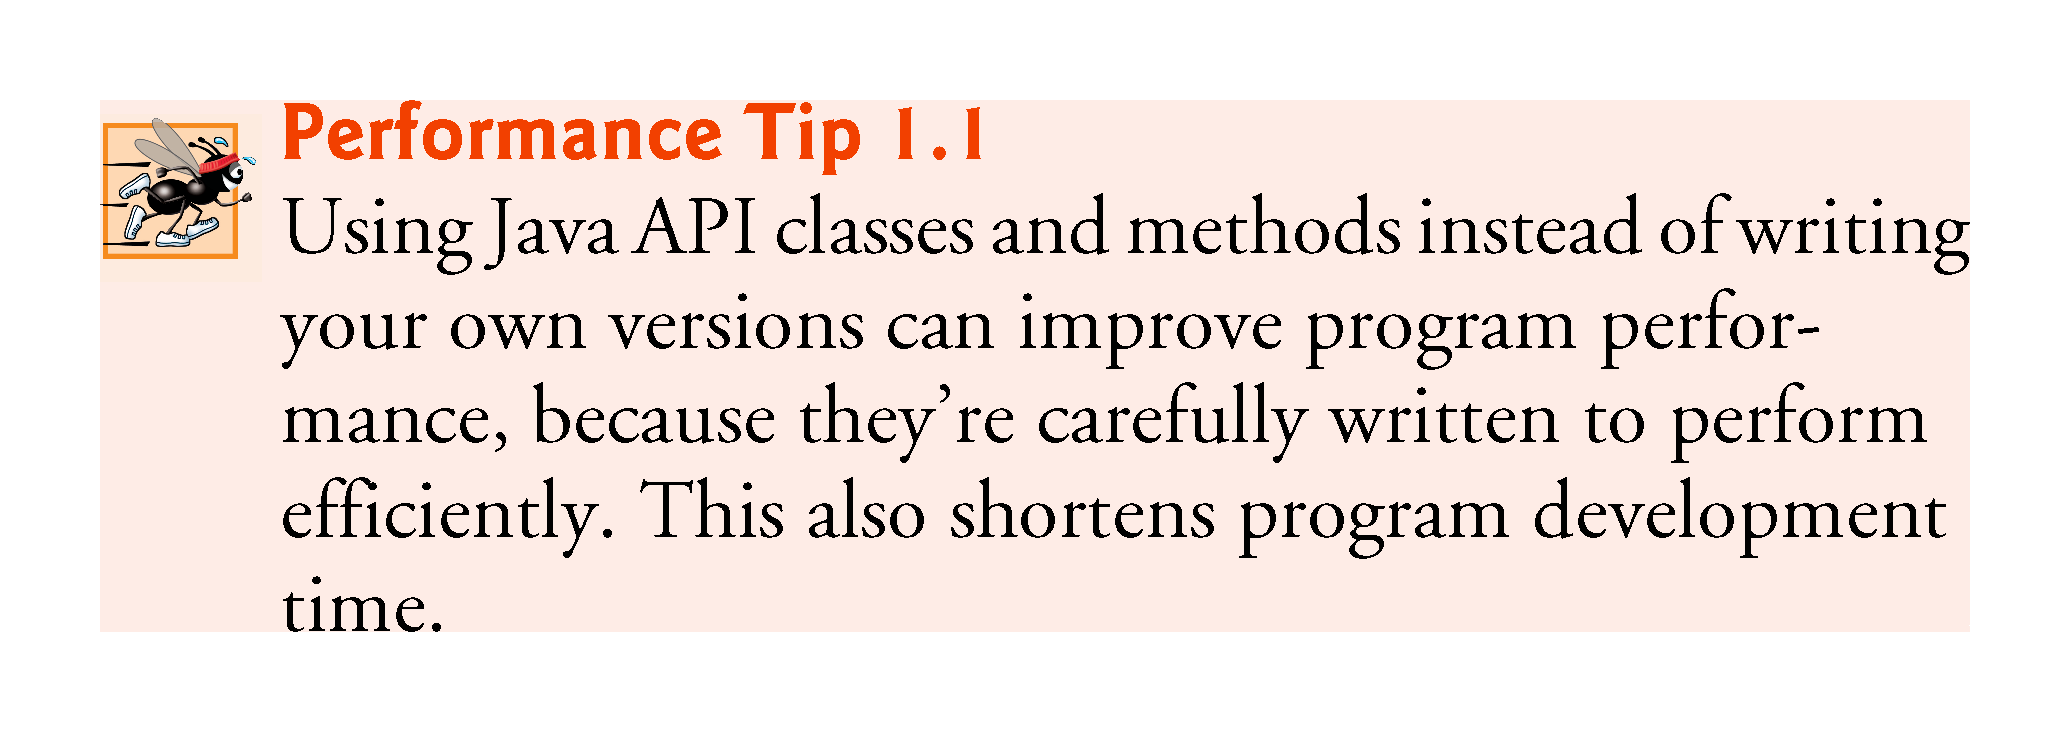 Performance Tip 1.1
Using Java API classes and methods instead of writing
your own versions can improve program perfor-
mance, because they’re carefully written to perform
efficiently. This also shortens program development
time.